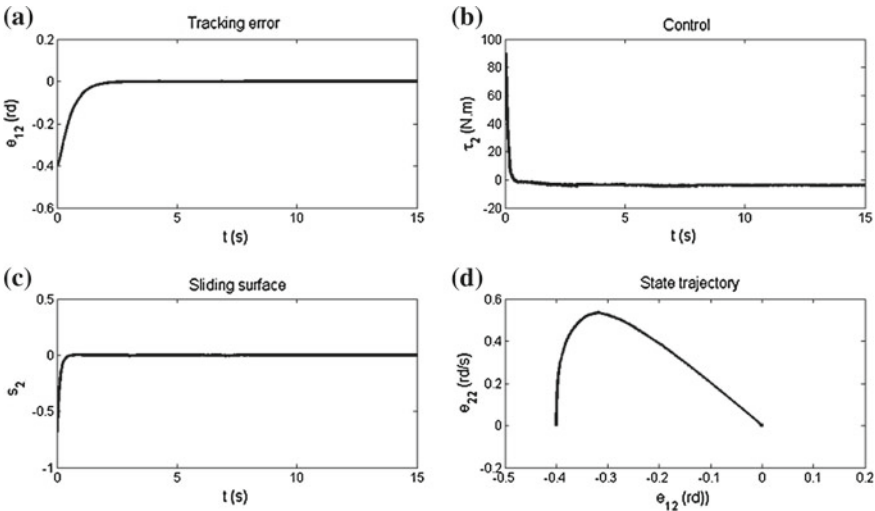 (a)
Tracking error
0.2
0
-0.2
-0.4
-0.6
e12 (rd)
0
5
10
15
t (s)
(b)
Control
100
80
60
40
20
0
-20
τ2 (N.m)
0
5
10
15
t (s)
(c)
Sliding surface
0.5
0
-0.5
-1
s2
0
5
10
15
t (s)
(d)
State trajectory
0.6
0.4
0.2
0
-0.2
e22 (rd/s)
-0.5
-0.4
-0.3
-0.2
-0.1
0
0.1
0.2
e12 (rd))